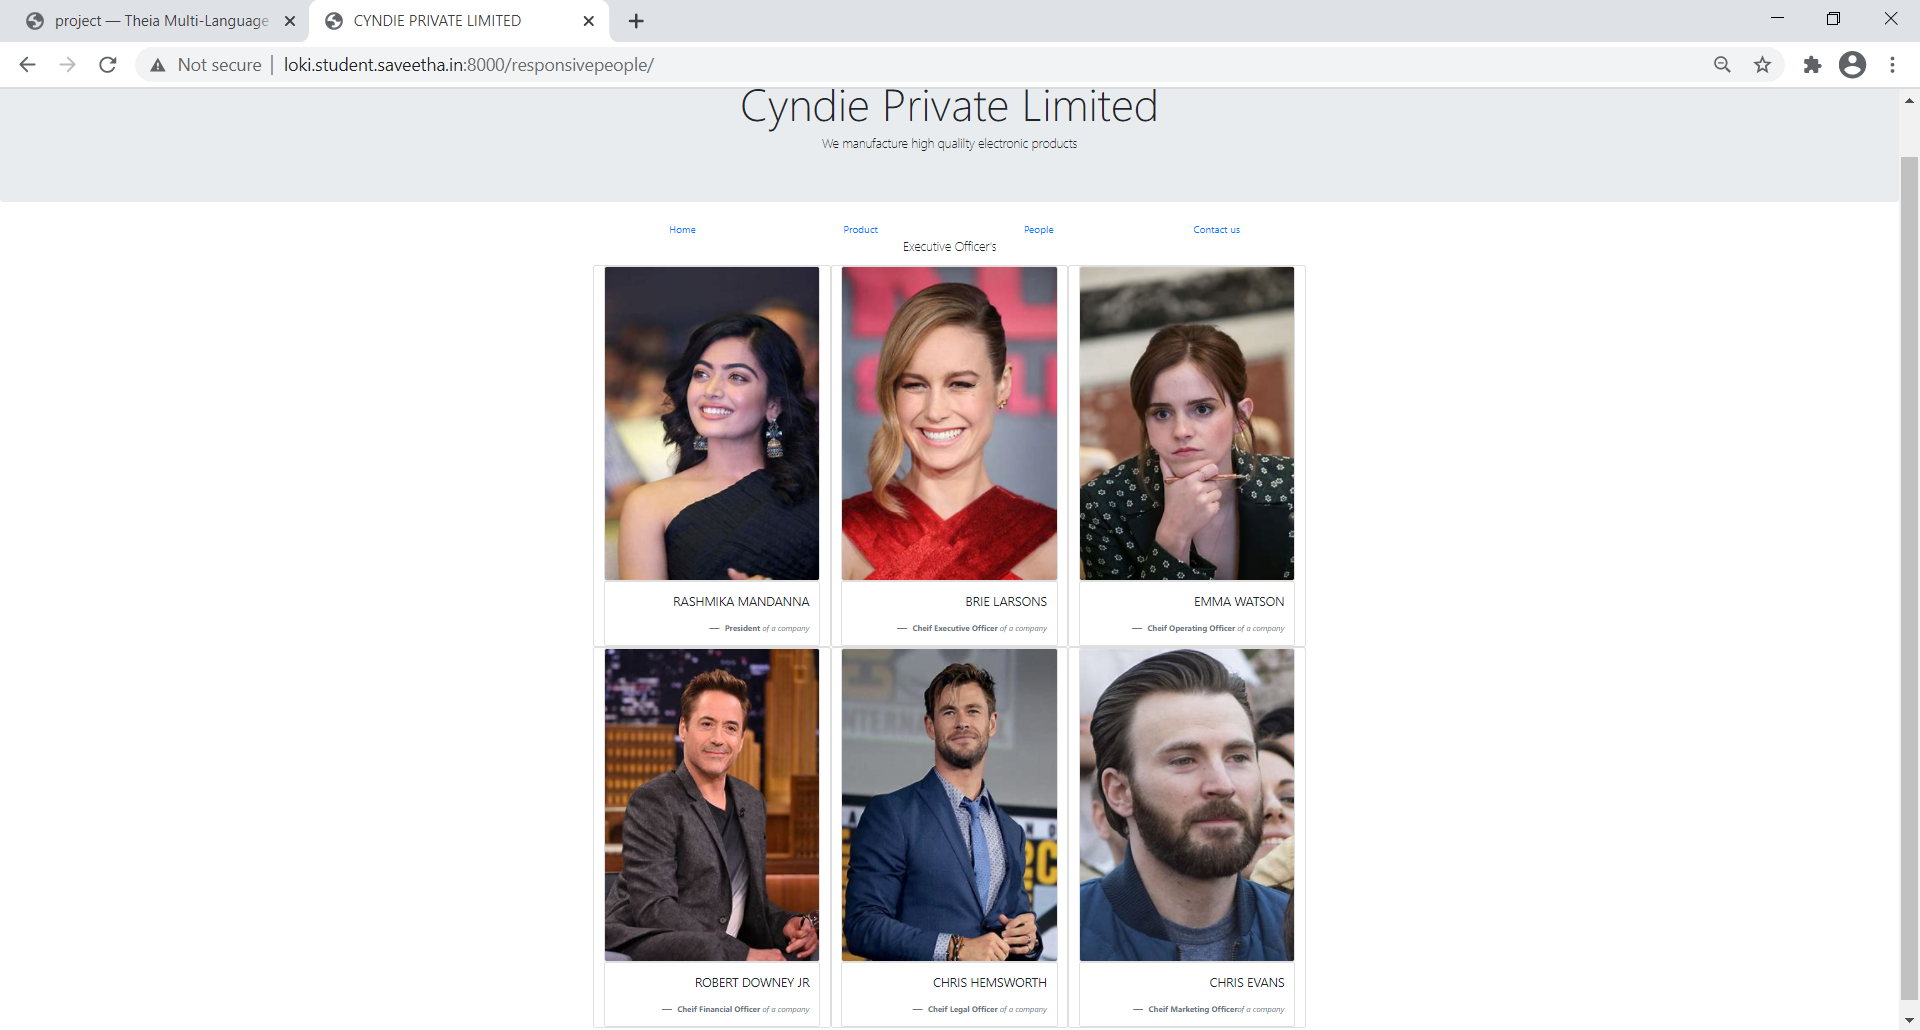 project — Theia Multi-Language
CYNDIE PRIVATE LIMITED
Not secure | loki.student.saveetha.in:8000/responsivepeople/
Cyndie Private Limited
We manufacture high qualilty electronic products
Home Product People Contact us
Executive Officer's
RASHMIKA MANDANNA BRIE LARSONS EMMA WATSON
— President of a company — Cheif Executive Officer of a company — Cheif Operating Officer of a company
ROBERT DOWNEY JR CHRIS HEMSWORTH CHRIS EVANS
— Cheif Financial Officer of a company — Cheif Legal Officer of a company — Cheif Marketing Officerof a company